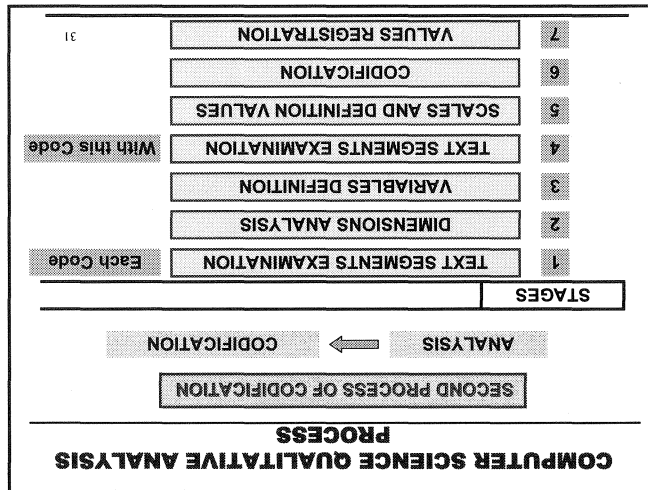 COMPUTER SCIENCE QUALITATIVE ANALYSIS
PROCESS
SECOND PROCESS OF CODIFICATION
ANALYSIS CODIFICATION
STAGES
1 TEXT SEGMENTS EXAMINATION Each Code
2 DIMENSIONS ANALYSIS
3 VARIABLES DEFINITION
4 TEXT SEGMENTS EXAMINATION With this Code
5 SCALES AND DEFINITION VALUES
6 CODIFICATION
7 VALUES REGISTRATION
31